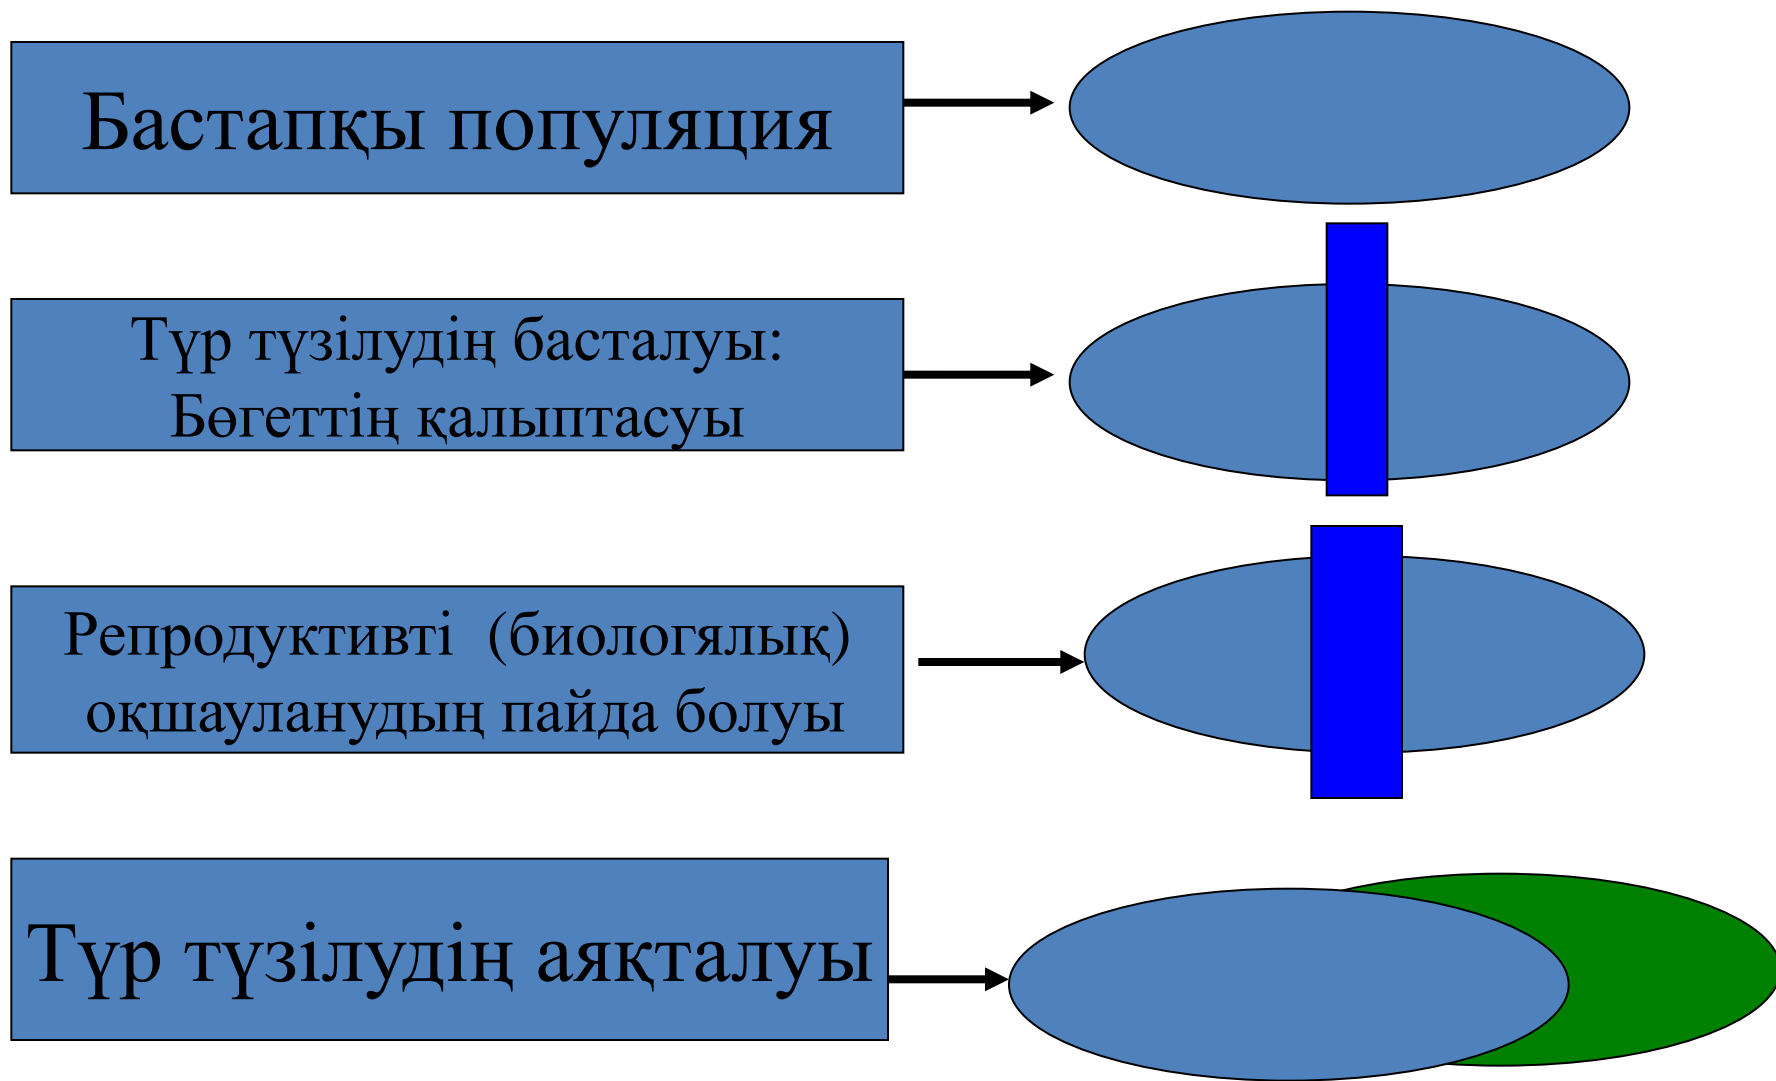 Бастапқы популяция
Түр түзілудің басталуы:
Бөгеттің қалыптасуы
Репродуктивті (биологялық)
оқшауланудың пайда болуы
Түр түзілудің аяқталуы